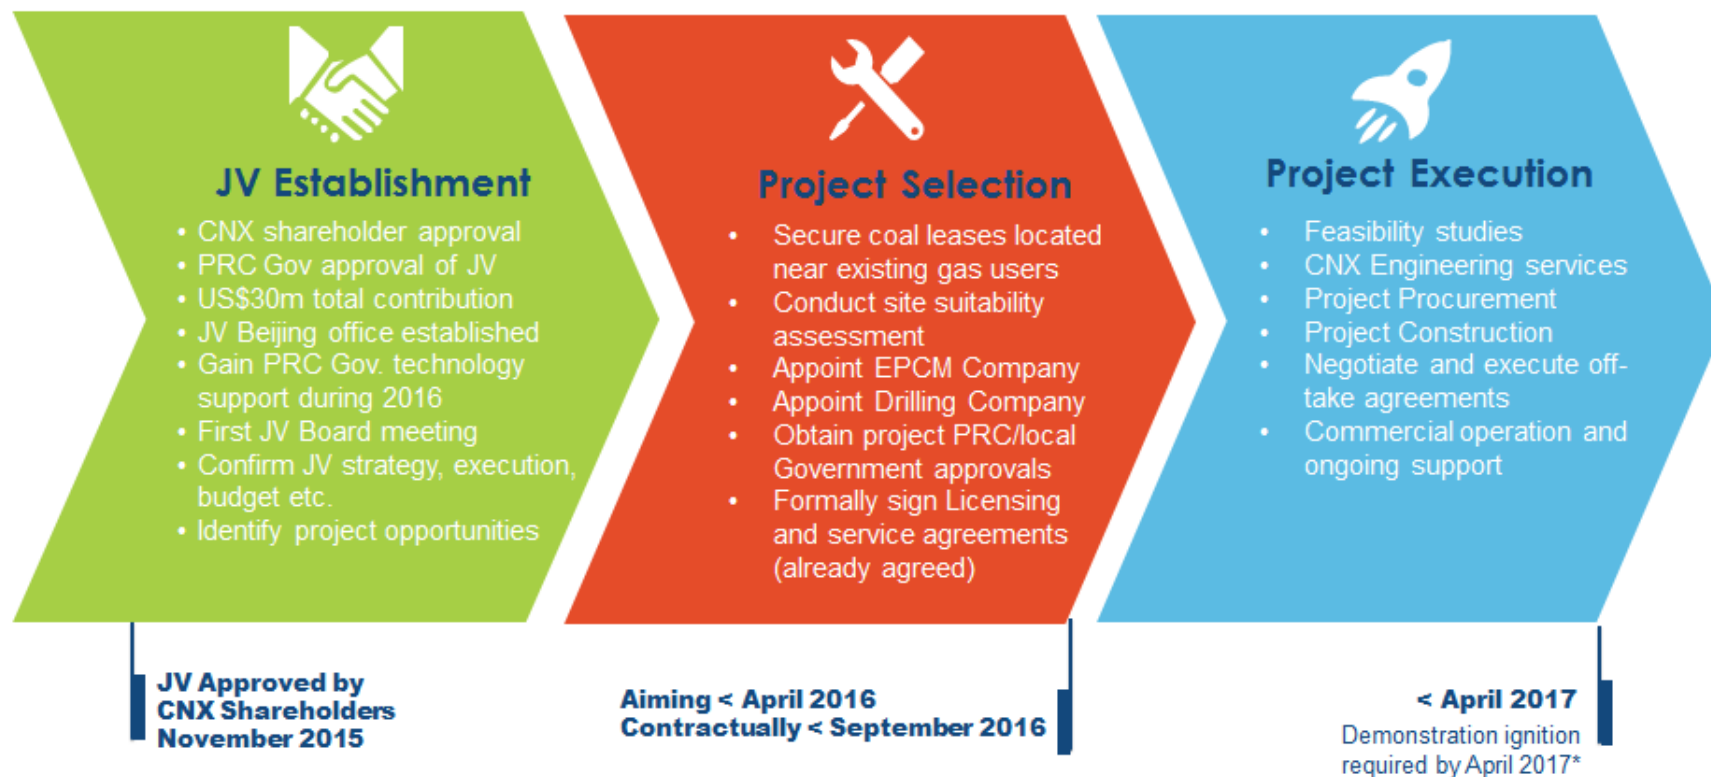 JV Establishment
• CNX shareholder approval
• PRC Gov approval of JV
• US$30m total contribution
• JV Beijing office established
• Gain PRC Gov. technology
support during 2016
• First JV Board meeting
• Confirm JV strategy, execution,
budget etc.
• Identify project opportunities
JV Approved by
CNX Shareholders
November 2015
Project Selection
• Secure coal leases located
near existing gas users
• Conduct site suitability
assessment
• Appoint EPCM Company
• Appoint Drilling Company
• Obtain project PRC/local
Government approvals
• Formally sign Licensing
and service agreements
(already agreed)
Aiming < April 2016
Contractually < September 2016
Project Execution
• Feasibility studies
• CNX Engineering services
• Project Procurement
• Project Construction
• Negotiate and execute off-
take agreements
• Commercial operation and
ongoing support
< April 2017
Demonstration ignition
required by April 2017*